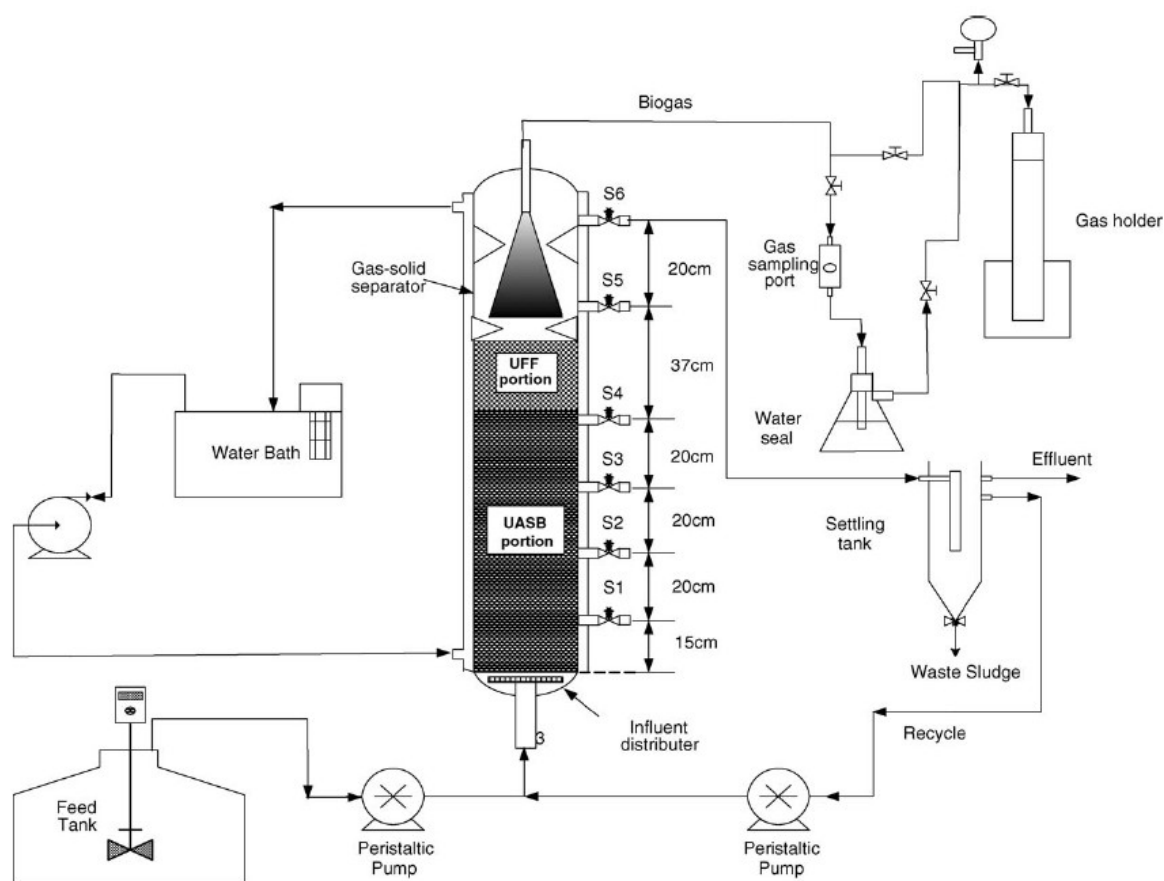 Biogas
S6
Gas holder
Gas
sampling
port
20cm
Gas-solid
separator
S5
UFF
portion
37cm
S4
Water
seal
Water Bath
20cm
S3
Effluent
UASB
portion
20cm
S2
Settling
tank
20cm
S1
15cm
Waste Sludge
Influent
distributer
Recycle
3
Feed
Tank
Peristaltic
Pump
Peristaltic
Pump